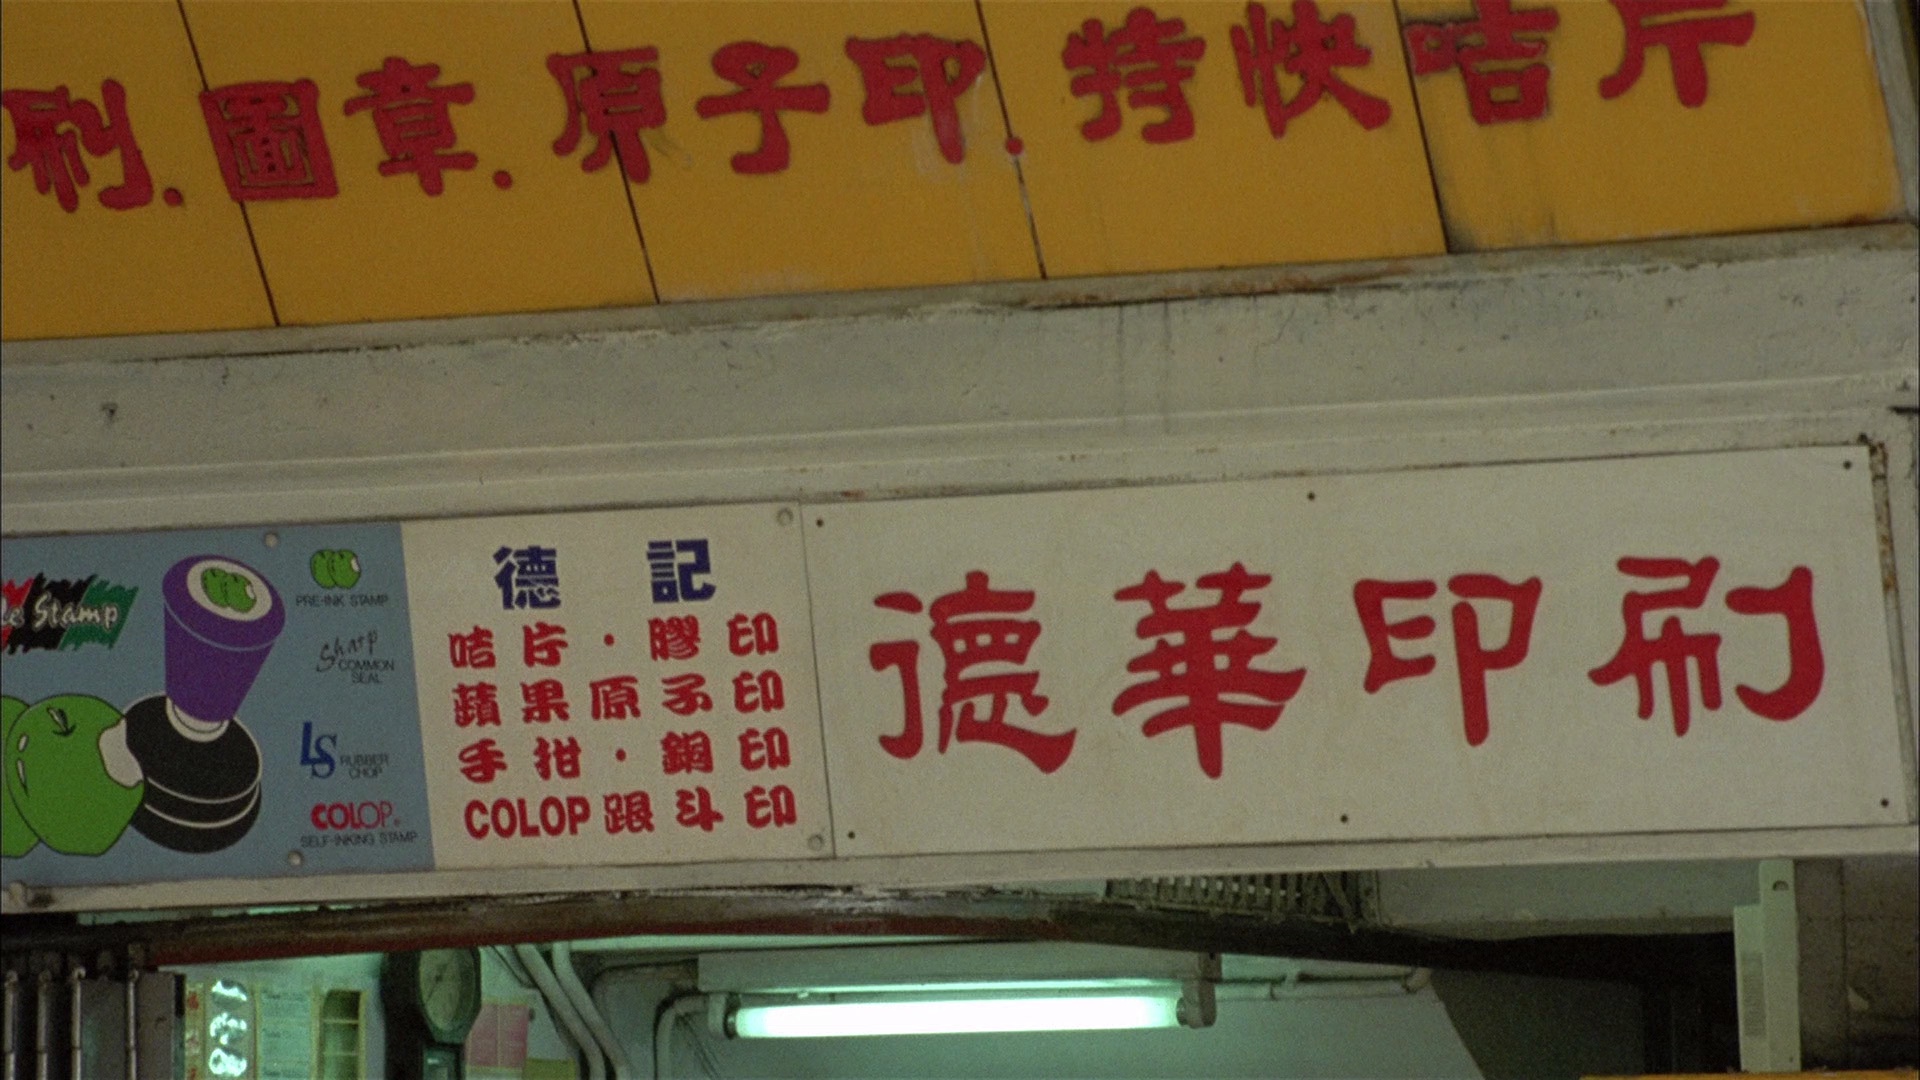 刷.圖章.原子印.特快咭片
Stamp
PRE-INK STAMP
Sharp
COMMON
SEAL
LS RUBBER
CHOP
COLOP
SELF-INKING STAMP
德記
咭片·膠印
蘋果原子印
手揩·鋼印
COLOP跟斗印
德華印刷